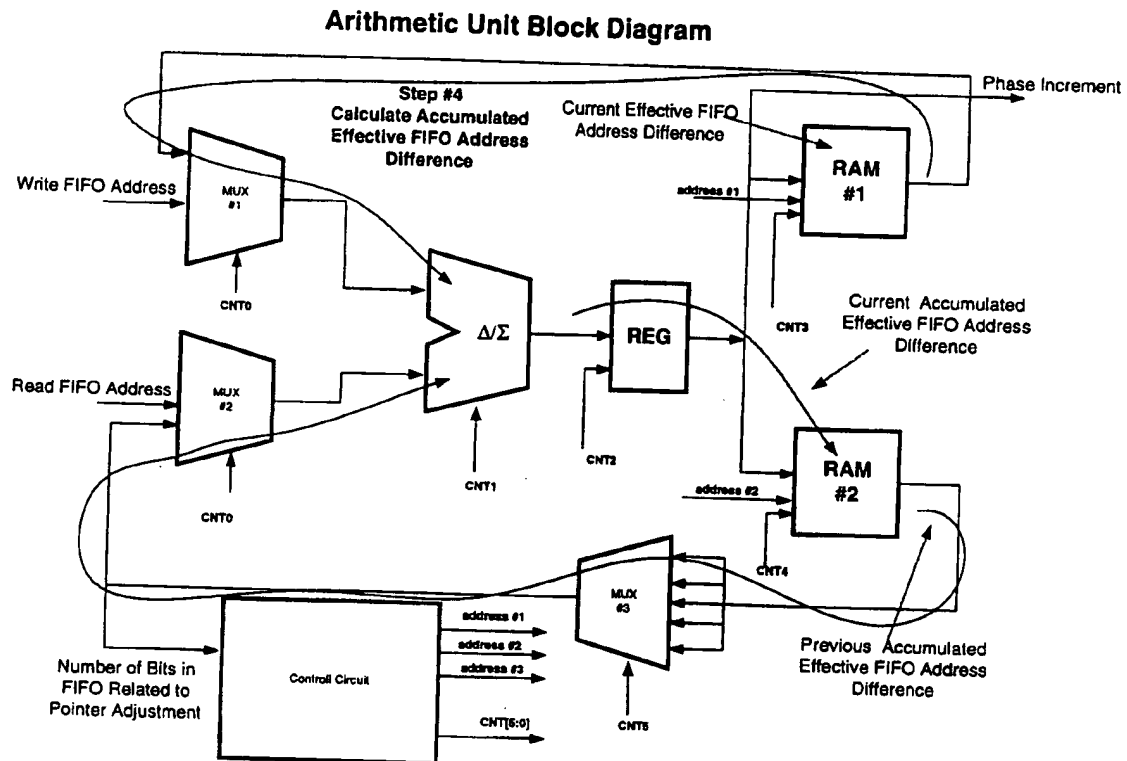 Arithmetic Unit Block Diagram
Phase Increment
Step #4
Calculate Accumulated
Effective FIFO Address
Difference
Current Effective FIFO
Address Difference
RAM
#1
address #1
Write FIFO Address
MUX
#1
CNT0
CNT3
Δ/Σ
REG
Current Accumulated
Effective FIFO Address
Difference
Read FIFO Address
MUX
#2
CNT0
CNT1
CNT2
RAM
#2
address #2
CNT4
MUX
#3
CNT5
address #1
address #2
address #3
Controll Circuit
CNT[5:0]
Number of Bits in
FIFO Related to
Pointer Adjustment
Previous Accumulated
Effective FIFO Address
Difference